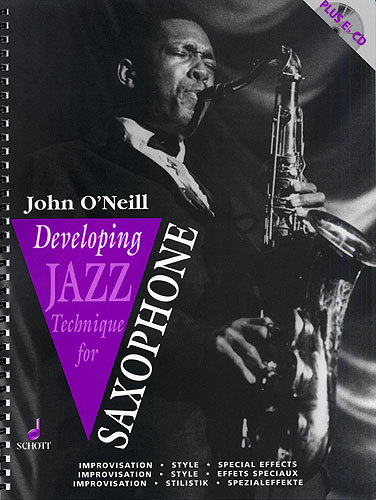 PLUS E♭ CD
John O'Neill
Developing
JAZZ
Technique
for
SAXOPHONE
SCHOTT
IMPROVISATION • STYLE • SPECIAL EFFECTS
IMPROVISATION • STYLE • EFFETS SPECIAUX
IMPROVISATION • STILISTIK • SPEZIALEFFEKTE